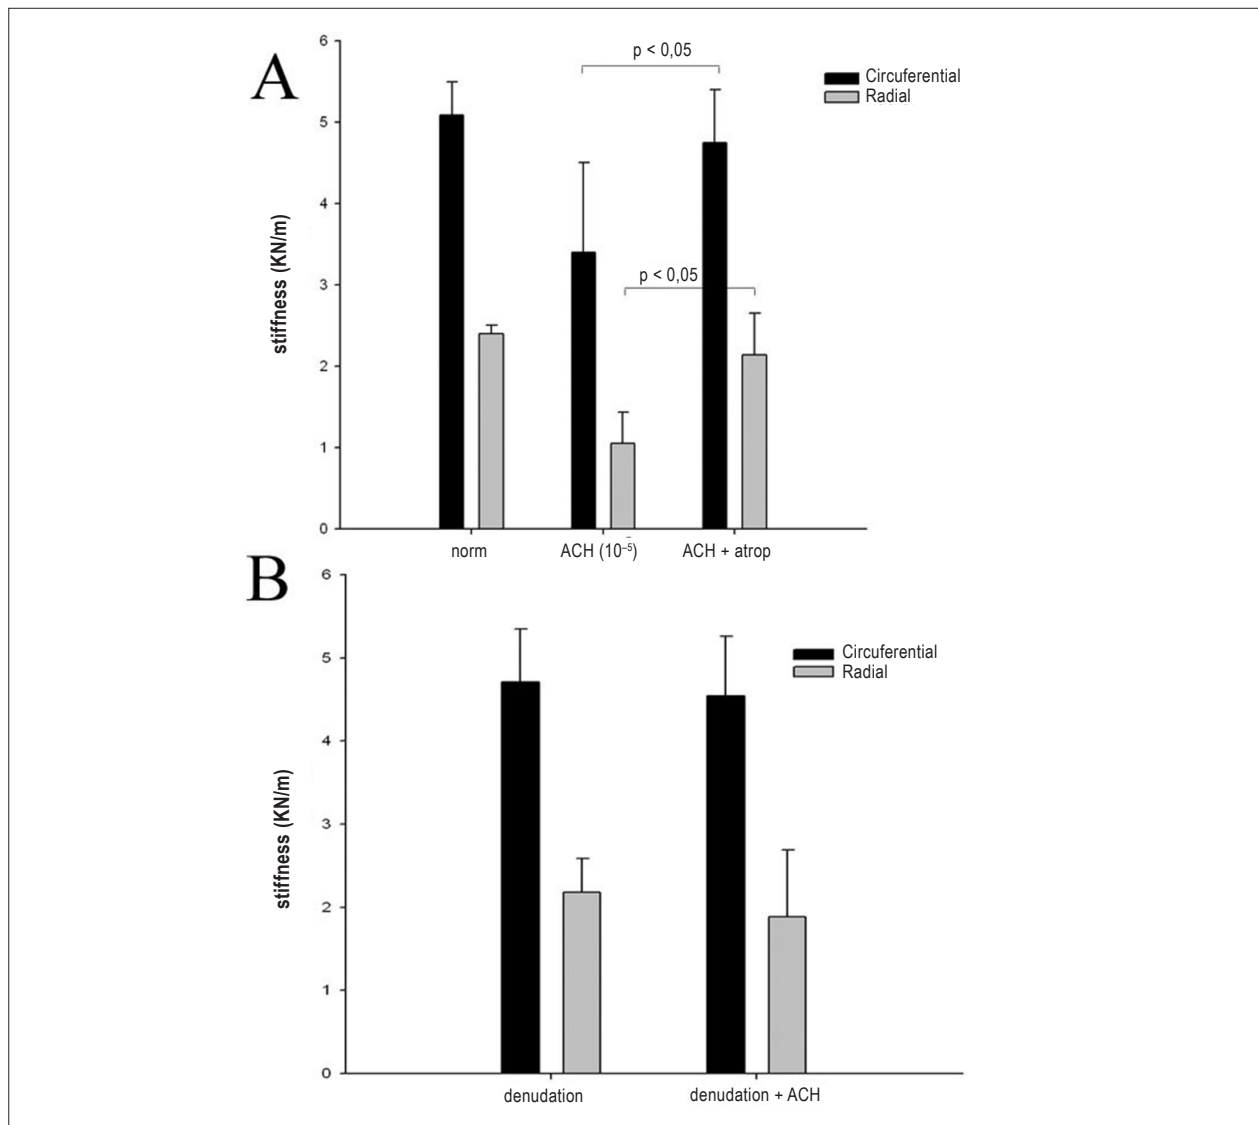 A
6
p < 0,05
Circuferential
Radial
5
4
stiffness (KN/m)
3
p < 0,05
2
1
0
norm ACH (10⁻⁵) ACH + atrop
B
6
Circuferential
Radial
5
4
stiffness (KN/m)
3
2
1
0
denudation denudation + ACH